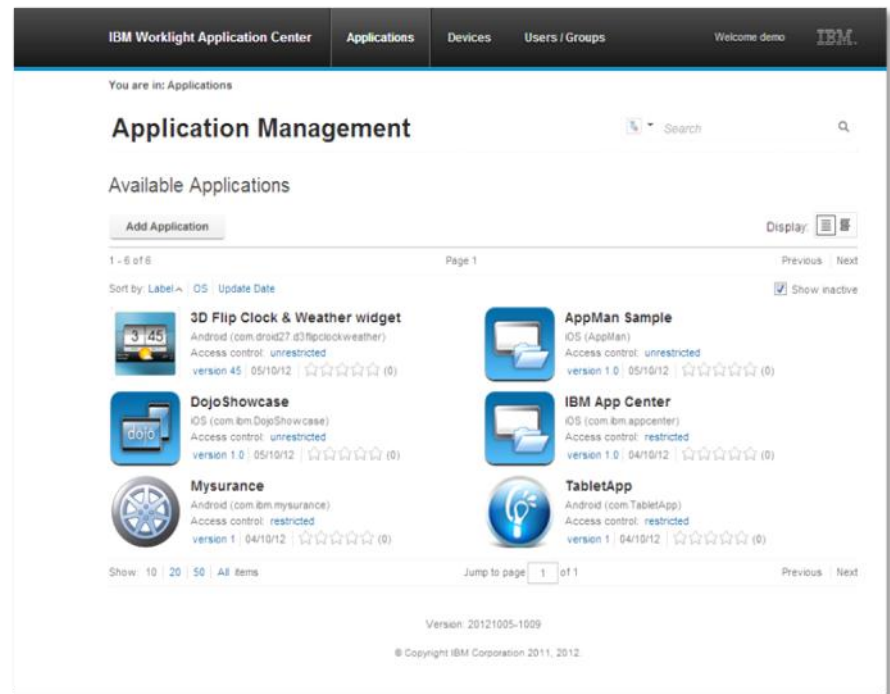 IBM Worklight Application Center Applications Devices Users / Groups Welcome demo IBM.
You are in: Applications
Application Management
Search
Available Applications
Add Application Display:
1 - 6 of 6 Page 1 Previous Next
Sort by: Label OS Update Date Show inactive
3D Flip Clock & Weather widget
Android (com.droid27.d3flipclockweather)
Access control: unrestricted
version 45 05/10/12 (0)
3 45
AppMan Sample
iOS (AppMan)
Access control: unrestricted
version 1.0 05/10/12 (0)
DojoShowcase
iOS (com.ibm.DojoShowcase)
Access control: unrestricted
version 1.0 05/10/12 (0)
dojo
IBM App Center
iOS (com.ibm.appcenter)
Access control: restricted
version 1.0 04/10/12 (0)
Mysurance
Android (com.ibm.mysurance)
Access control: restricted
version 1 04/10/12 (0)
TabletApp
Android (com.TabletApp)
Access control: restricted
version 1 04/10/12 (0)
Show: 10 20 50 All items Jump to page 1 of 1 Previous Next
Version: 20121005-1009
© Copyright IBM Corporation 2011, 2012.